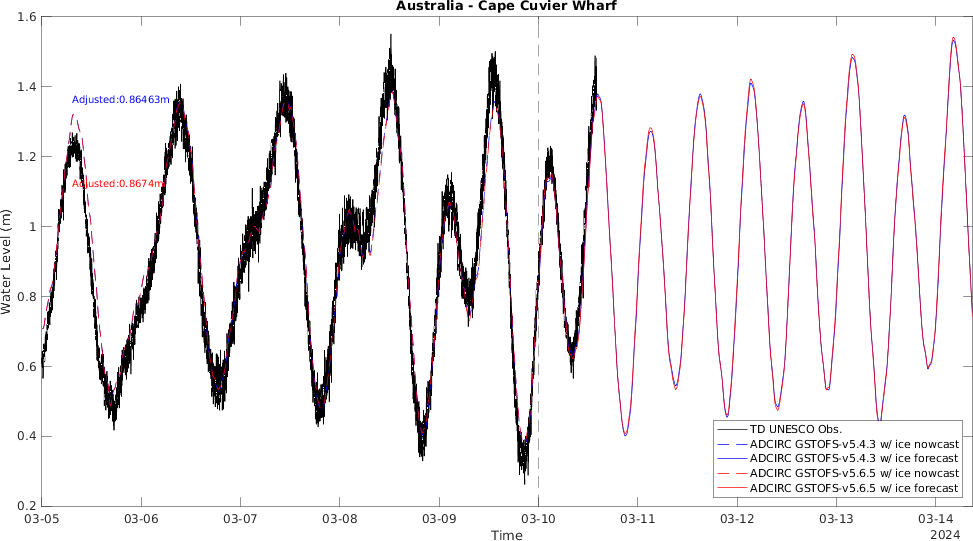 Australia - Cape Cuvier Wharf
1.6
1.4
1.2
1
0.8
0.6
0.4
0.2
Water Level (m)
Adjusted:0.86463m
Adjusted:0.8674m
TD UNESCO Obs.
ADCIRC GSTOFS-v5.4.3 w/ ice nowcast
ADCIRC GSTOFS-v5.4.3 w/ ice forecast
ADCIRC GSTOFS-v5.6.5 w/ ice nowcast
ADCIRC GSTOFS-v5.6.5 w/ ice forecast
03-05 03-06 03-07 03-08 03-09 03-10 03-11 03-12 03-13 03-14
Time 2024